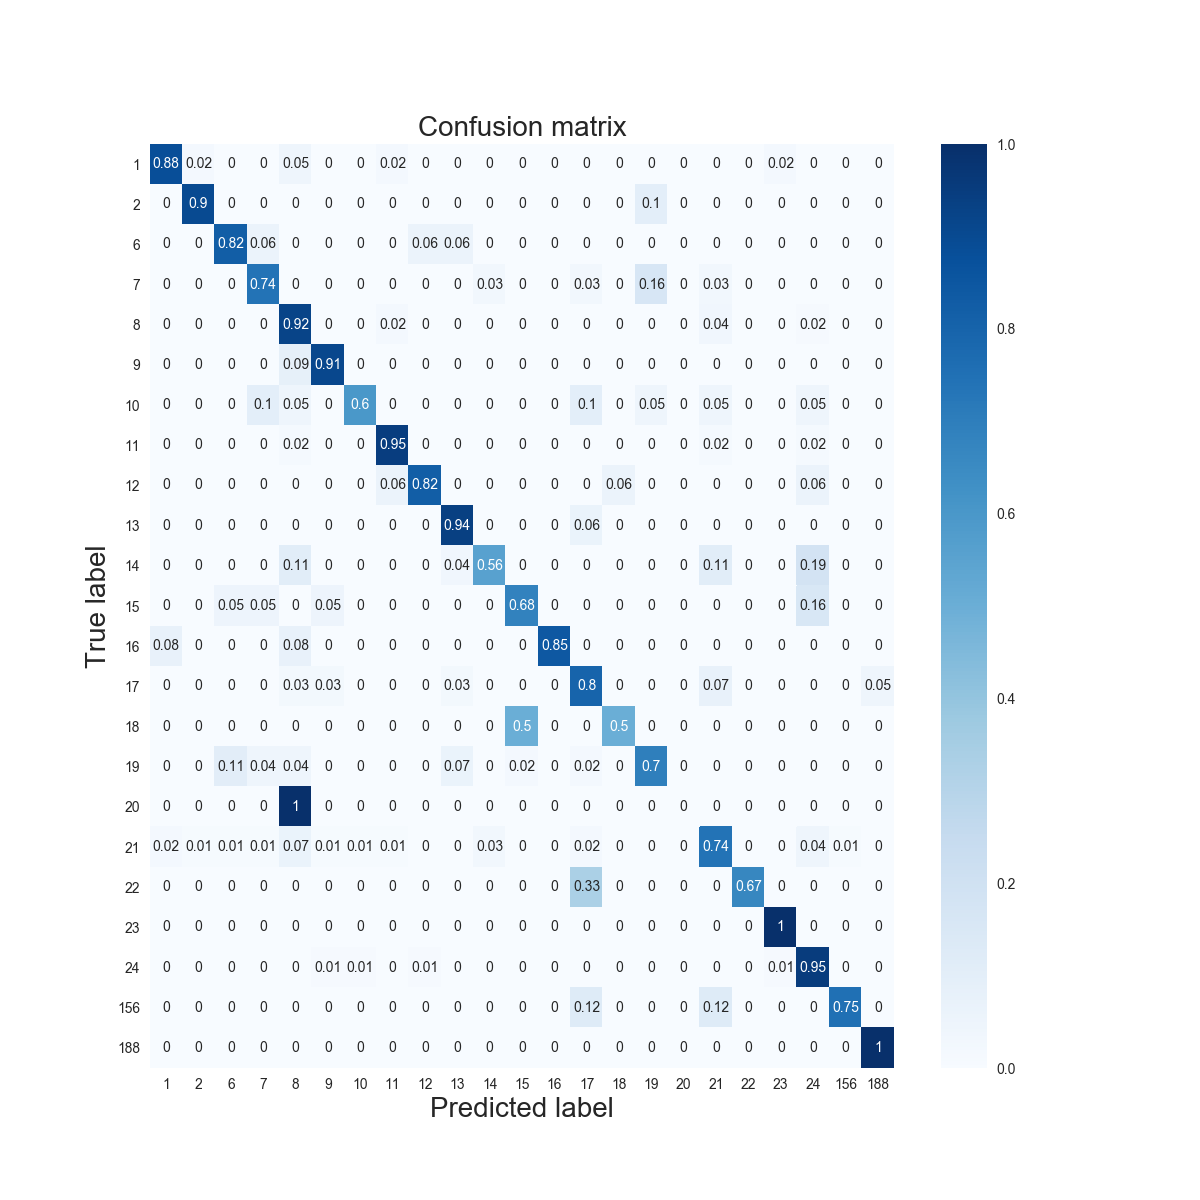 Confusion matrix
1 0.88 0.02 0 0 0.05 0 0 0.02 0 0 0 0 0 0 0 0 0 0 0 0.02 0 0 0 1.0
2 0 0.9 0 0 0 0 0 0 0 0 0 0 0 0 0 0.1 0 0 0 0 0 0 0
6 0 0 0.82 0.06 0 0 0 0 0.06 0.06 0 0 0 0 0 0 0 0 0 0 0 0 0
7 0 0 0 0.74 0 0 0 0 0 0 0.03 0 0 0.03 0 0.16 0 0.03 0 0 0 0 0
8 0 0 0 0 0.92 0 0 0.02 0 0 0 0 0 0 0 0 0 0.04 0 0 0.02 0 0 0.8
9 0 0 0 0 0.09 0.91 0 0 0 0 0 0 0 0 0 0 0 0 0 0 0 0 0
10 0 0 0 0.1 0.05 0 0.6 0 0 0 0 0 0 0.1 0 0.05 0 0.05 0 0 0.05 0 0
11 0 0 0 0 0.02 0 0 0.95 0 0 0 0 0 0 0 0 0 0.02 0 0 0.02 0 0
12 0 0 0 0 0 0 0 0.06 0.82 0 0 0 0 0 0.06 0 0 0 0 0 0.06 0 0
13 0 0 0 0 0 0 0 0 0 0.94 0 0 0 0.06 0 0 0 0 0 0 0 0 0 0.6
14 0 0 0 0 0.11 0 0 0 0 0.04 0.56 0 0 0 0 0 0 0.11 0 0 0.19 0 0
15 0 0 0.05 0.05 0 0.05 0 0 0 0 0 0.68 0 0 0 0 0 0 0 0 0.16 0 0
16 0.08 0 0 0 0.08 0 0 0 0 0 0 0 0.85 0 0 0 0 0 0 0 0 0 0
17 0 0 0 0 0.03 0.03 0 0 0 0.03 0 0 0 0.8 0 0 0 0.07 0 0 0 0 0.05 0.4
18 0 0 0 0 0 0 0 0 0 0 0 0.5 0 0 0.5 0 0 0 0 0 0 0 0
19 0 0 0.11 0.04 0.04 0 0 0 0 0.07 0 0.02 0 0.02 0 0.7 0 0 0 0 0 0 0
20 0 0 0 0 1 0 0 0 0 0 0 0 0 0 0 0 0 0 0 0 0 0 0
21 0.02 0.01 0.01 0.01 0.07 0.01 0.01 0.01 0 0 0.03 0 0 0.02 0 0 0 0.74 0 0 0.04 0.01 0
22 0 0 0 0 0 0 0 0 0 0 0 0 0 0.33 0 0 0 0 0.67 0 0 0 0 0.2
23 0 0 0 0 0 0 0 0 0 0 0 0 0 0 0 0 0 0 0 1 0 0 0
24 0 0 0 0 0 0.01 0.01 0 0.01 0 0 0 0 0 0 0 0 0 0 0.01 0.95 0 0
156 0 0 0 0 0 0 0 0 0 0 0 0 0 0.12 0 0 0 0.12 0 0 0 0.75 0
188 0 0 0 0 0 0 0 0 0 0 0 0 0 0 0 0 0 0 0 0 0 0 1 0.0
1 2 6 7 8 9 10 11 12 13 14 15 16 17 18 19 20 21 22 23 24 156 188
True label
Predicted label